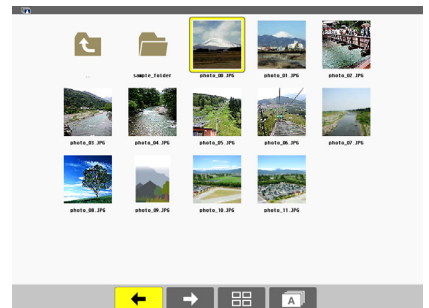 ..
sample_folder
photo_00.JPG
photo_01.JPG
photo_02.JPG
photo_03.JPG
photo_04.JPG
photo_05.JPG
photo_06.JPG
photo_07.JPG
photo_08.JPG
photo_09.JPG
photo_10.JPG
photo_11.JPG
A